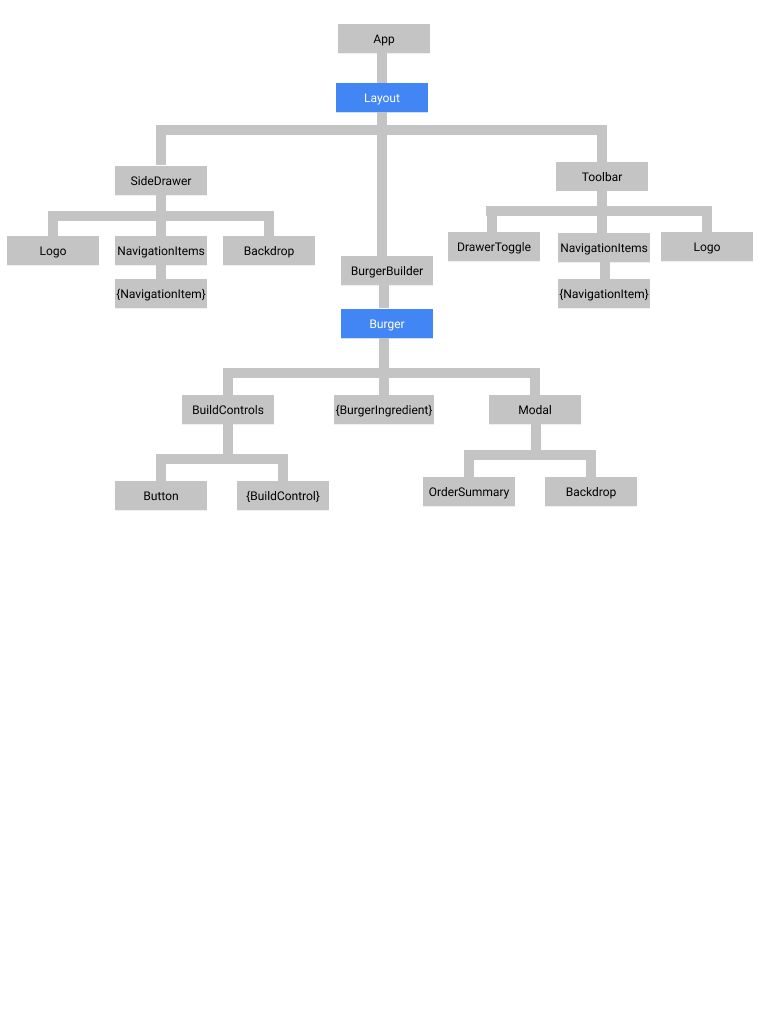 App
Layout
SideDrawer
Toolbar
Logo
NavigationItems
Backdrop
DrawerToggle
NavigationItems
Logo
BurgerBuilder
{NavigationItem}
{NavigationItem}
Burger
BuildControls
{BurgerIngredient}
Modal
Button
{BuildControl}
OrderSummary
Backdrop